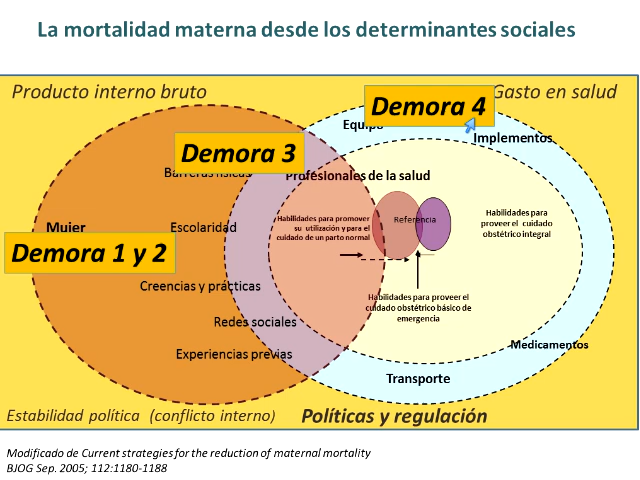 La mortalidad materna desde los determinantes sociales
Producto interno bruto
Gasto en salud
Demora 4
Equipo
Implementos
Demora 3
Barreras físicas
Profesionales de la salud
Mujer
Demora 1 y 2
Escolaridad
Habilidades para promover
su utilización y para el
cuidado de un parto normal
Referencia
Habilidades para
proveer el cuidado
obstétrico integral
Creencias y prácticas
Habilidades para proveer el
cuidado obstétrico básico de
emergencia
Redes sociales
Experiencias previas
Medicamentos
Transporte
Estabilidad política (conflicto interno)
Políticas y regulación
Modificado de Current strategies for the reduction of maternal mortality
BJOG Sep. 2005; 112:1180-1188